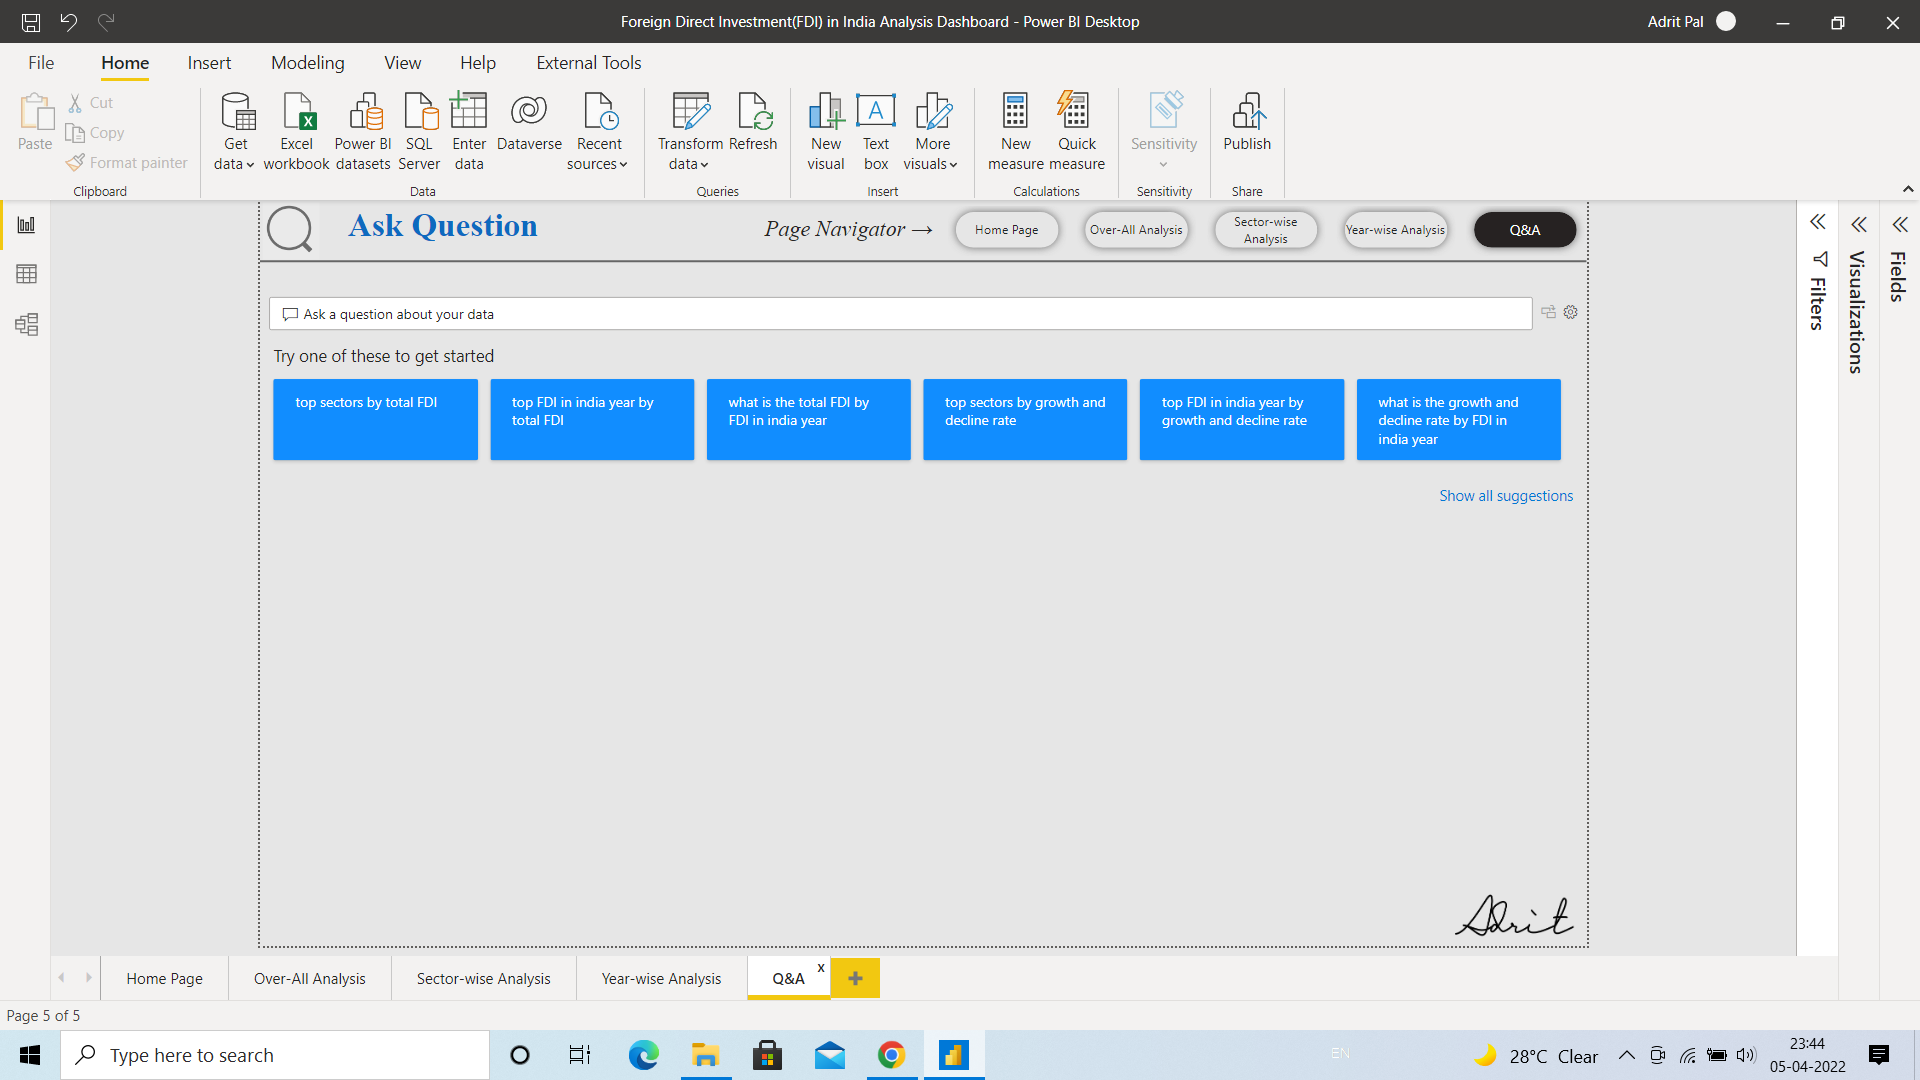 Foreign Direct Investment(FDI) in India Analysis Dashboard - Power BI Desktop
Adrit Pal
File Home Insert Modeling View Help External Tools
Paste
Cut
Copy
Format painter
Clipboard
Get data
Excel workbook
Power BI datasets
SQL Server
Enter data
Dataverse
Recent sources
Data
Transform data
Refresh
Queries
New visual
Text box
More visuals
Insert
New measure
Quick measure
Calculations
Sensitivity
Sensitivity
Publish
Share
Ask Question
Page Navigator →
Home Page
Over-All Analysis
Sector-wise
Analysis
Year-wise Analysis
Q&A
Filters
Visualizations
Fields
Ask a question about your data
Try one of these to get started
top sectors by total FDI
top FDI in india year by
total FDI
what is the total FDI by
FDI in india year
top sectors by growth and
decline rate
top FDI in india year by
growth and decline rate
what is the growth and
decline rate by FDI in
india year
Show all suggestions
Adrit
Home Page
Over-All Analysis
Sector-wise Analysis
Year-wise Analysis
Q&A
x
Page 5 of 5
Type here to search
EN
28°C Clear
23:44
05-04-2022